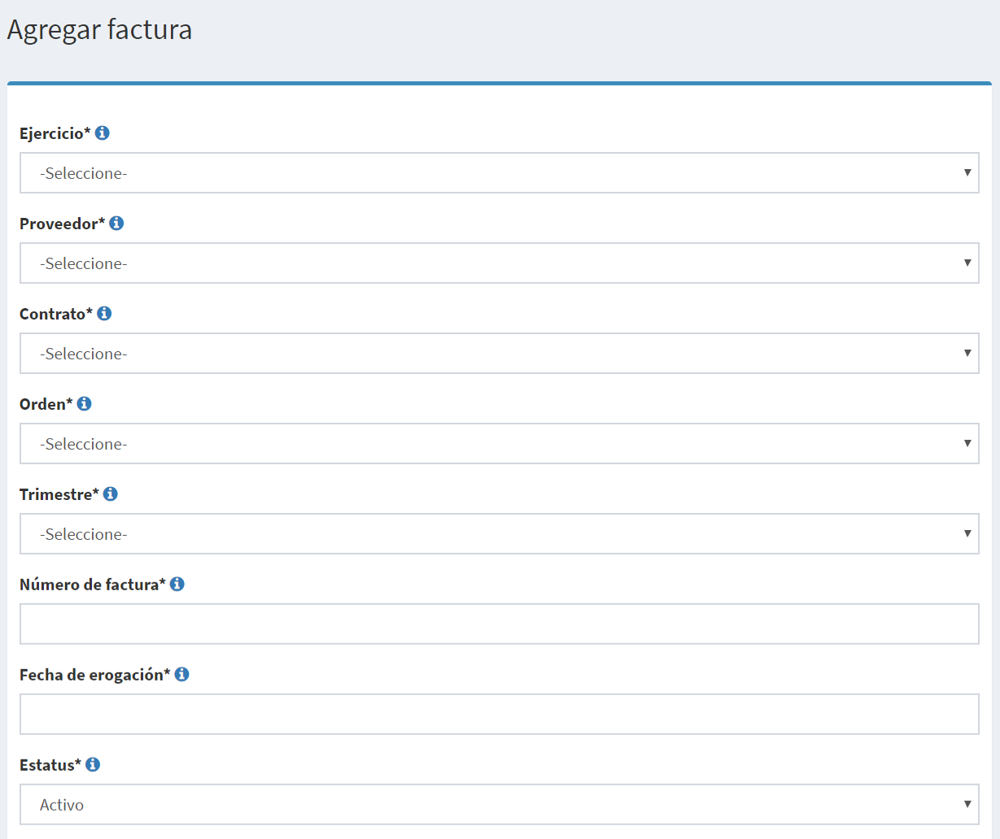 Agregar factura
Ejercicio*
-Seleccione-
Proveedor*
-Seleccione-
Contrato*
-Seleccione-
Orden*
-Seleccione-
Trimestre*
-Seleccione-
Número de factura*
Fecha de erogación*
Estatus*
Activo